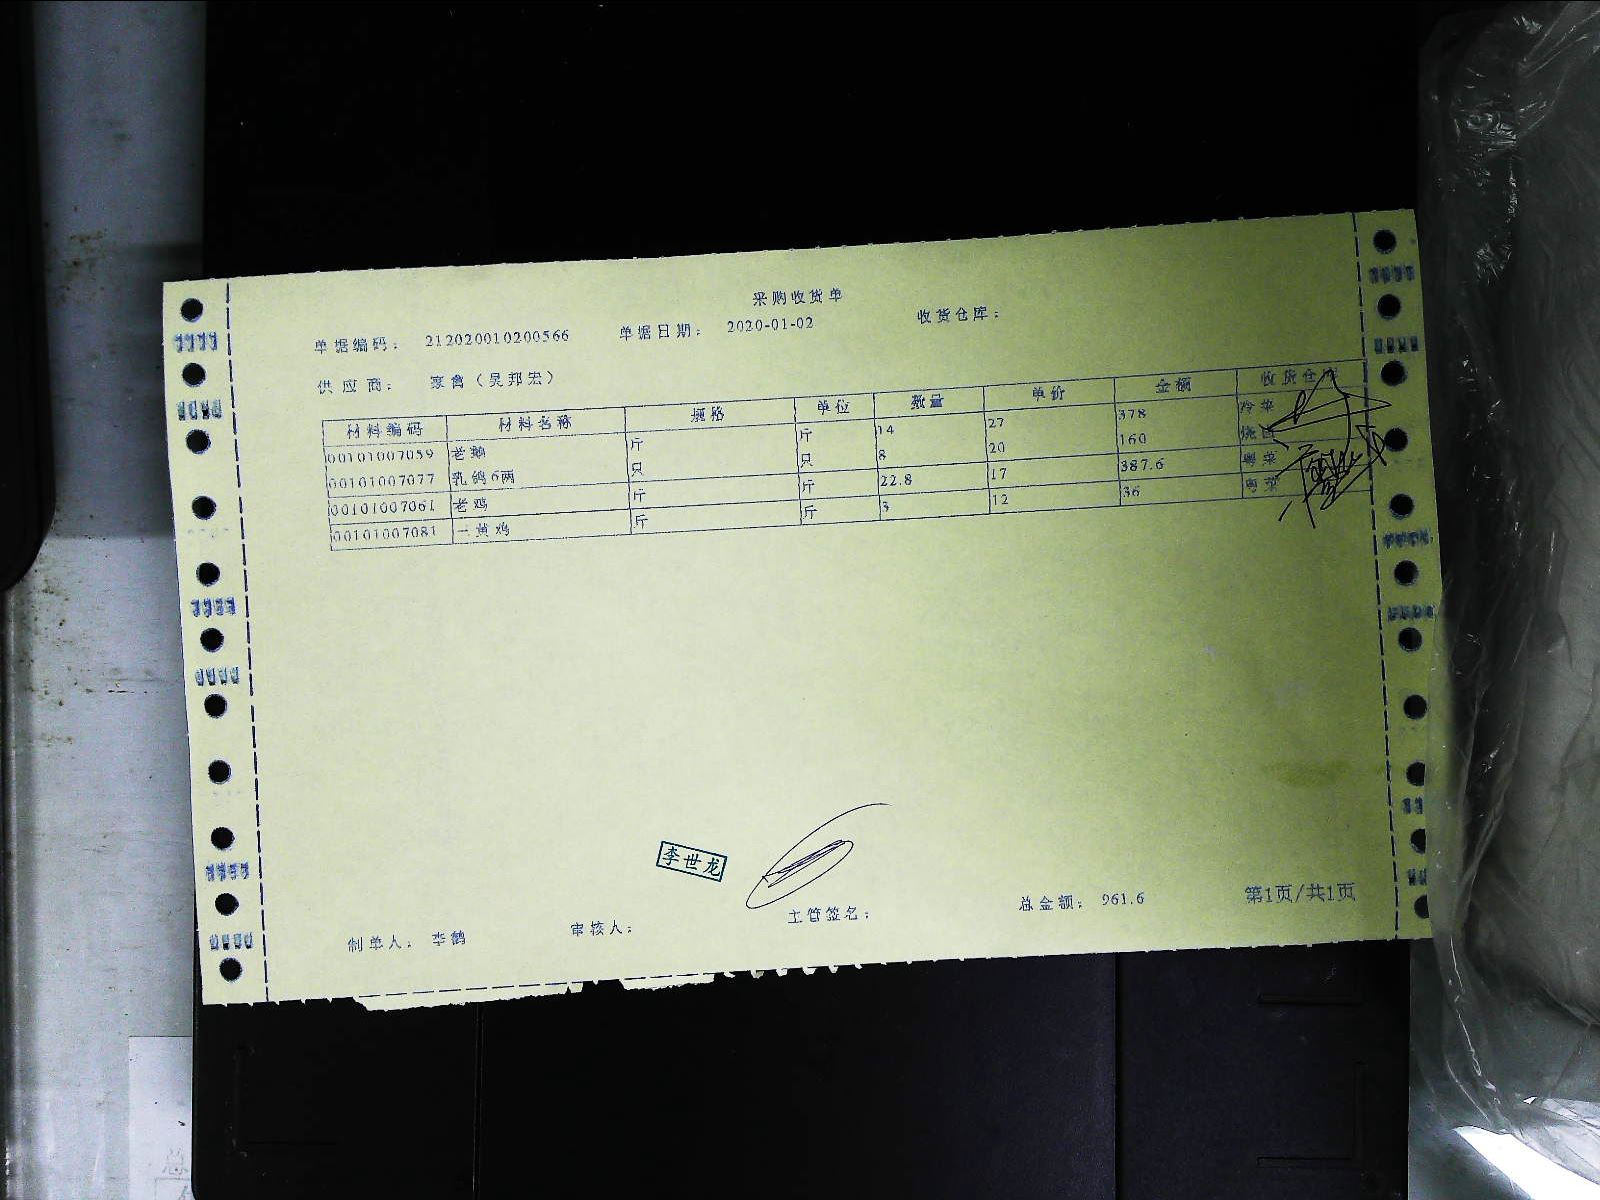 采购收货单
单据编码： 212020010200566 单据日期： 2020-01-02 收货仓库：
供应商： 家禽（吴邦宏）
材料编码 材料名称 规格 单位 数量 单价 金额 收货仓库
00101007059 老鹅 斤 斤 14 27 378 冷菜
00101007077 乳鸽6两 只 只 8 20 160 烧
00101007061 老鸡 斤 斤 22.8 17 387.6 粤菜
00101007081 三黄鸡 斤 斤 3 12 36 粤菜
李世龙
制单人： 李鹤 审核人： 主管签名： 总金额： 961.6 第1页/共1页
总